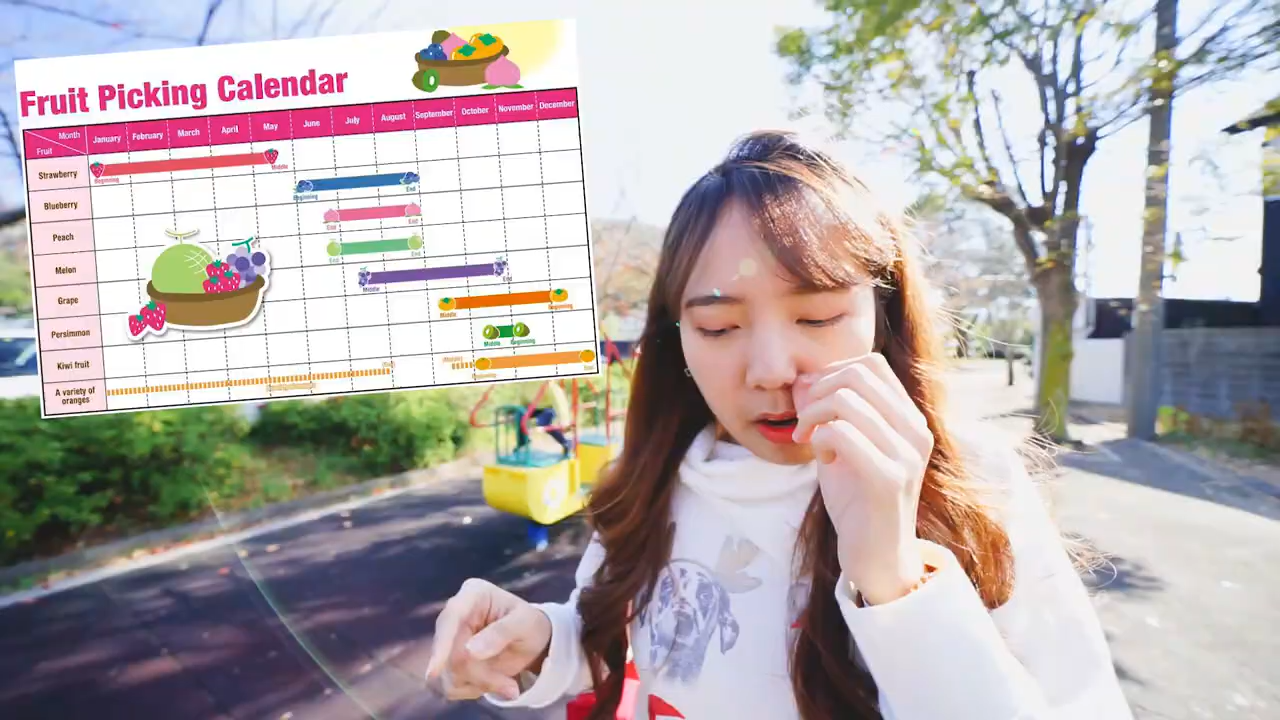 Fruit Picking Calendar
Month January February March April May June July August September October November December
Fruit
Strawberry Beginning Middle
Blueberry Beginning End
Peach End End
Melon End End
Grape Middle End
Persimmon Middle Beginning
Kiwi fruit Middle Beginning
A variety of
oranges